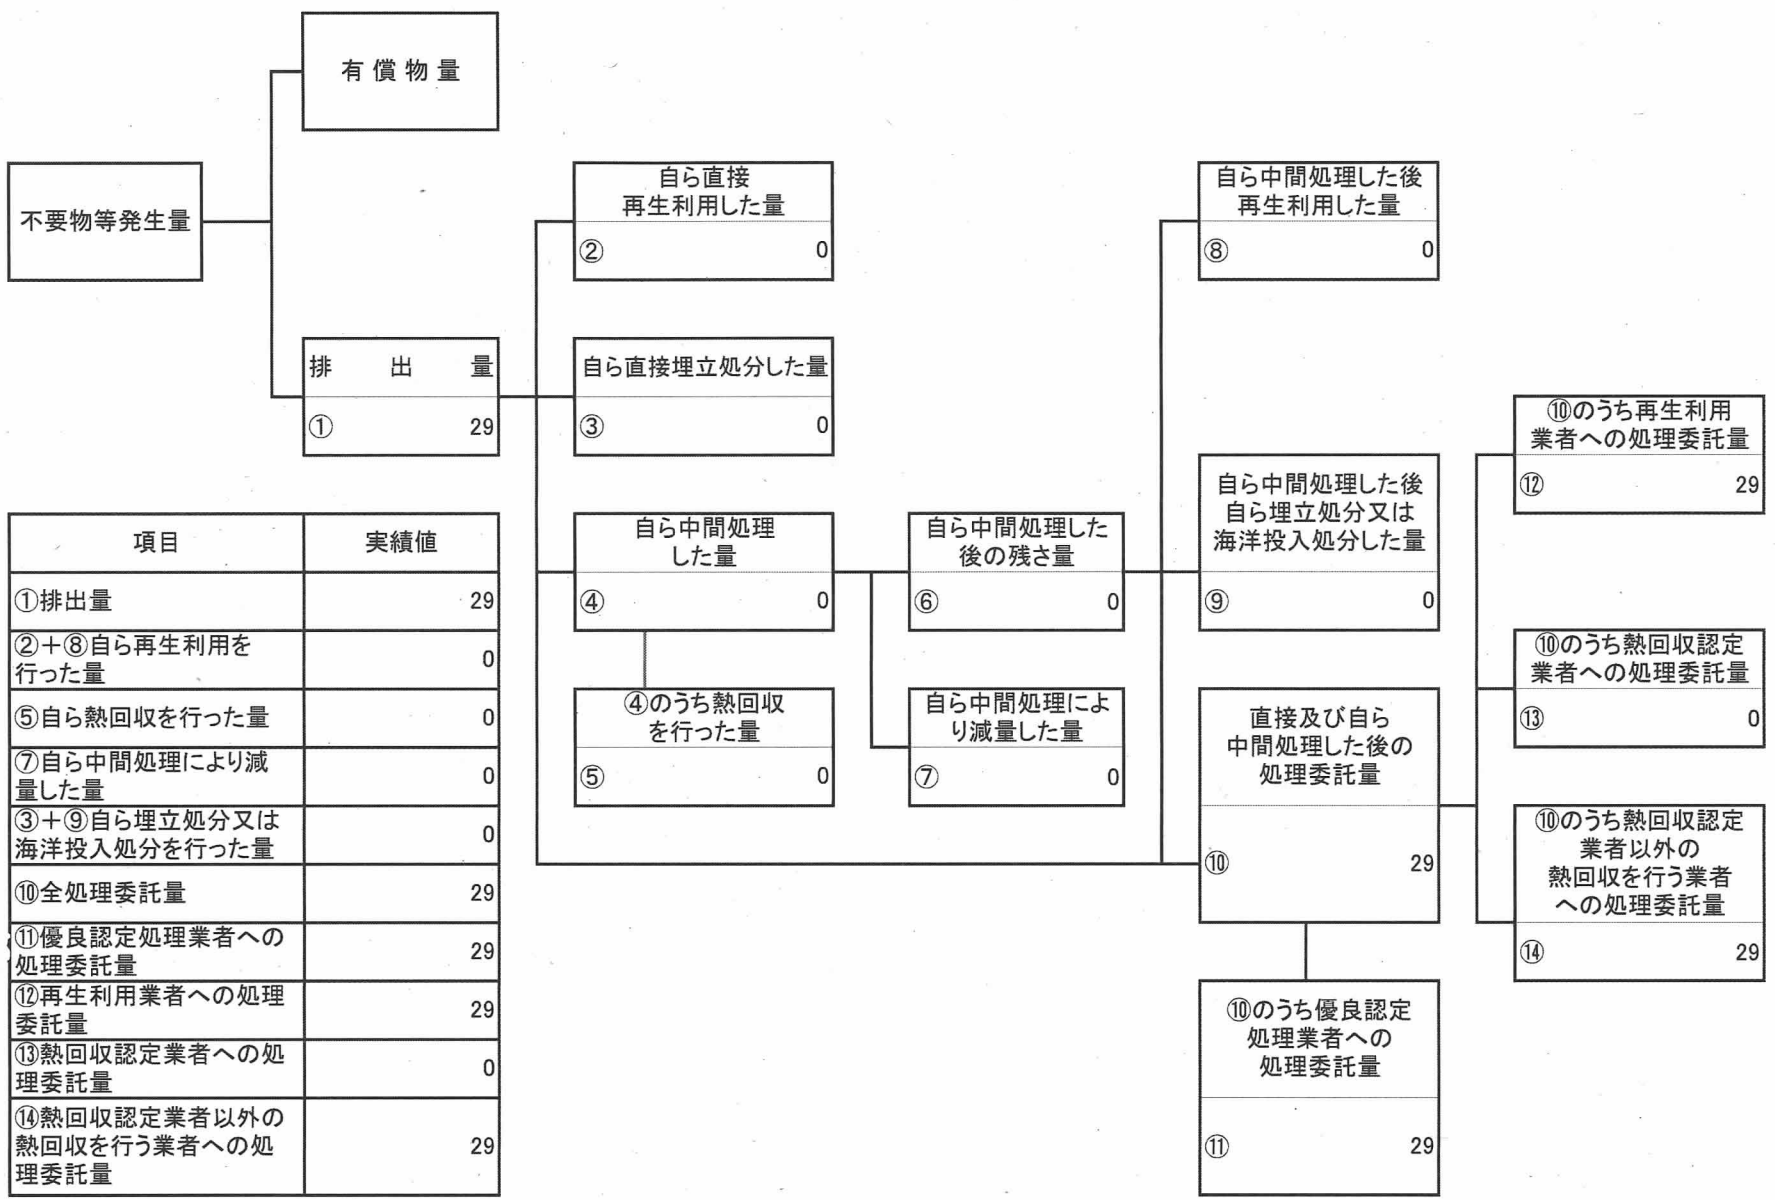 有償物量
不要物等発生量
排出量
① 29
自ら直接
再生利用した量
② 0
自ら直接埋立処分した量
③ 0
自ら中間処理
した量
④ 0
④のうち熱回収
を行った量
⑤ 0
自ら中間処理した
後の残さ量
⑥ 0
自ら中間処理によ
り減量した量
⑦ 0
自ら中間処理した後
再生利用した量
⑧ 0
自ら中間処理した後
自ら埋立処分又は
海洋投入処分した量
⑨ 0
直接及び自ら
中間処理した後の
処理委託量
⑩ 29
⑩のうち優良認定
処理業者への
処理委託量
⑪ 29
⑩のうち再生利用
業者への処理委託量
⑫ 29
⑩のうち熱回収認定
業者への処理委託量
⑬ 0
⑩のうち熱回収認定
業者以外の
熱回収を行う業者
への処理委託量
⑭ 29
項目 実績値
①排出量 29
②＋⑧自ら再生利用を
行った量 0
⑤自ら熱回収を行った量 0
⑦自ら中間処理により減
量した量 0
③＋⑨自ら埋立処分又は
海洋投入処分を行った量 0
⑩全処理委託量 29
⑪優良認定処理業者への
処理委託量 29
⑫再生利用業者への処理
委託量 29
⑬熱回収認定業者への処
理委託量 0
⑭熱回収認定業者以外の
熱回収を行う業者への処
理委託量 29